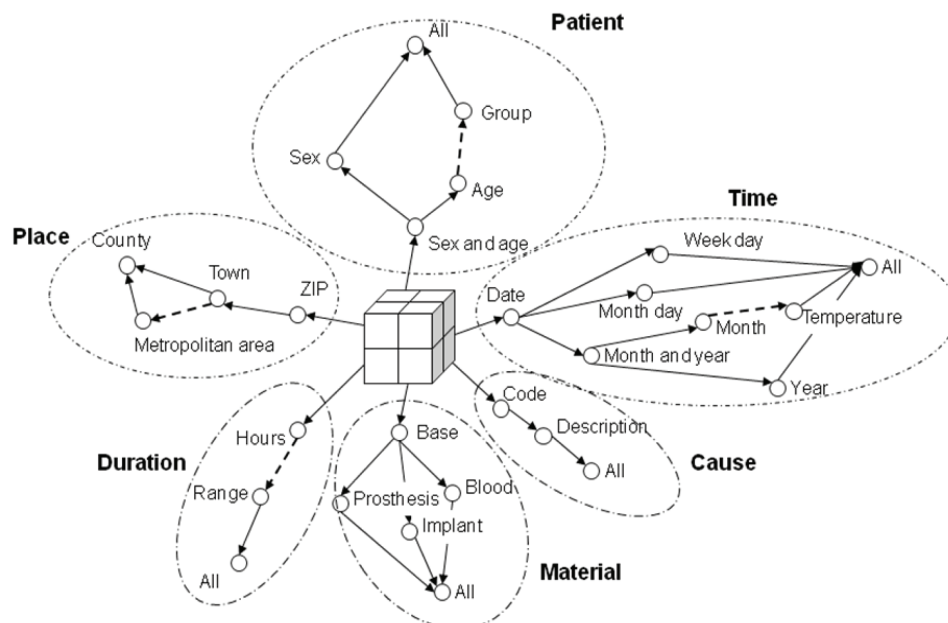 Patient
All
Group
Sex
Age
Sex and age
Time
Week day
All
Date
Month day
Month
Temperature
Month and year
Year
Place
County
Town
ZIP
Metropolitan area
Code
Description
All
Cause
Hours
Duration
Range
All
Base
Prosthesis
Blood
Implant
All
Material